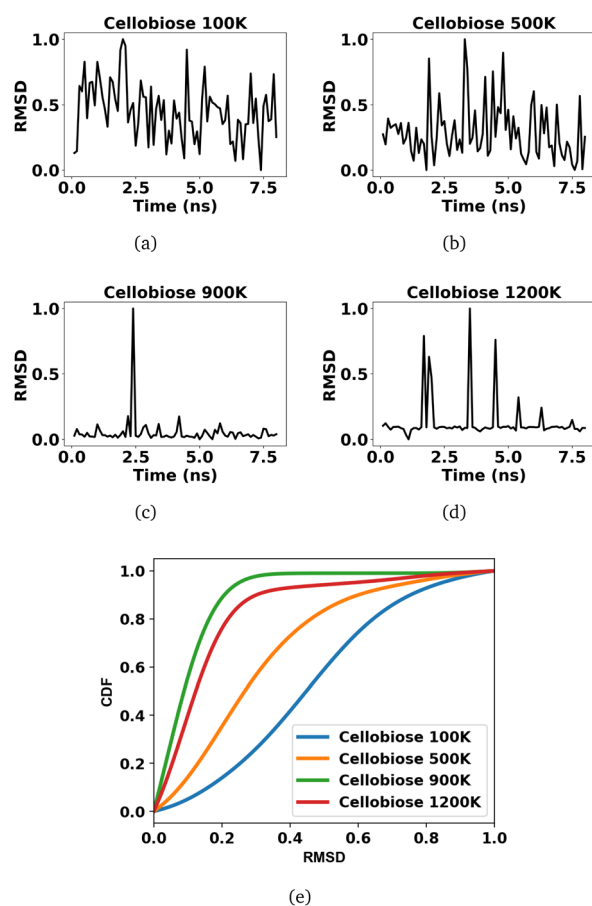 Cellobiose 100K
1.0
0.5
0.0
RMSD
0.0 2.5 5.0 7.5
Time (ns)
(a)
Cellobiose 500K
1.0
0.5
0.0
RMSD
0.0 2.5 5.0 7.5
Time (ns)
(b)
Cellobiose 900K
1.0
0.5
0.0
RMSD
0.0 2.5 5.0 7.5
Time (ns)
(c)
Cellobiose 1200K
1.0
0.5
0.0
RMSD
0.0 2.5 5.0 7.5
Time (ns)
(d)
1.0
0.8
0.6
0.4
0.2
0.0
CDF
Cellobiose 100K
Cellobiose 500K
Cellobiose 900K
Cellobiose 1200K
0.0 0.2 0.4 0.6 0.8 1.0
RMSD
(e)